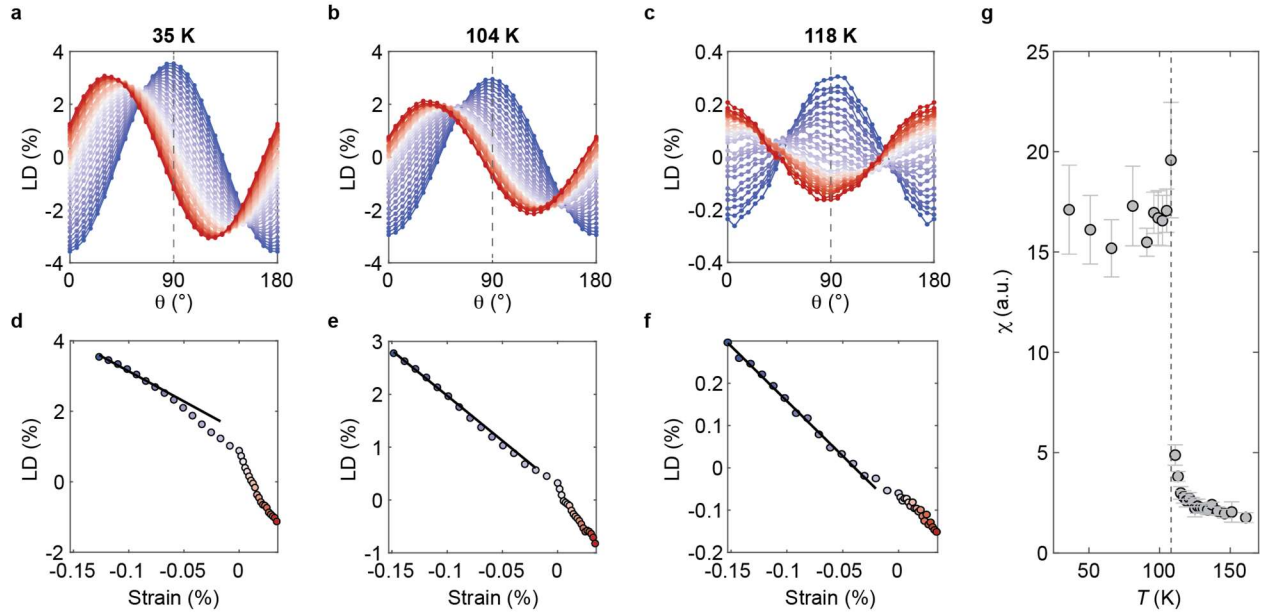 a
35 K
LD (%)
4
2
0
-2
-4
0
90
180
θ (°)
b
104 K
LD (%)
4
2
0
-2
-4
0
90
180
θ (°)
c
118 K
LD (%)
0.4
0.2
0
-0.2
-0.4
0
90
180
θ (°)
d
LD (%)
4
2
0
-2
-0.15
-0.1
-0.05
0
Strain (%)
e
LD (%)
3
2
1
0
-1
-0.15
-0.1
-0.05
0
Strain (%)
f
LD (%)
0.2
0.1
0
-0.1
-0.2
-0.15
-0.1
-0.05
0
Strain (%)
g
χ (a.u.)
25
20
15
10
5
0
50
100
150
T (K)